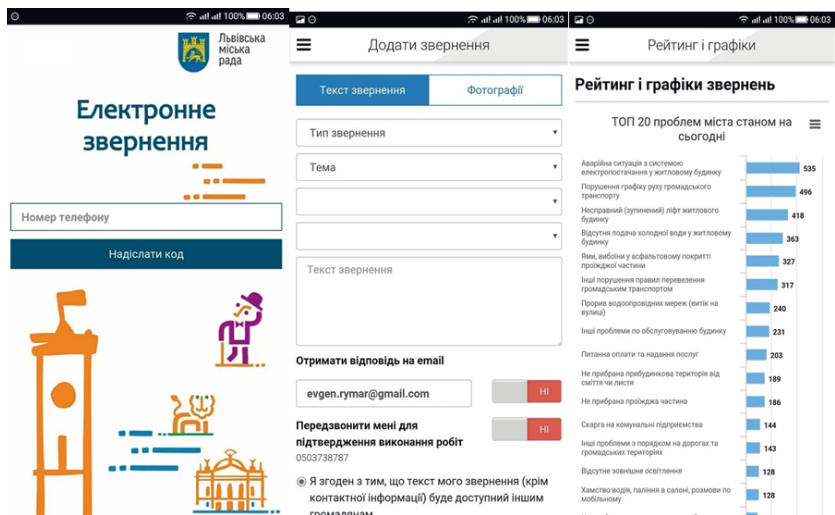 100% 06:03
Львівська
міська
рада
Електронне
звернення
Номер телефону
Надіслати код
100% 06:03
Додати звернення
Текст звернення
Фотографії
Тип звернення
Тема
Текст звернення
Отримати відповідь на email
evgen.rymar@gmail.com
НІ
Передзвонити мені для
підтвердження виконання робіт
НІ
0503738787
Я згоден з тим, що текст мого звернення (крім
контактної інформації) буде доступний іншим
громадянам
100% 06:03
Рейтинг і графіки
Рейтинг і графіки звернень
ТОП 20 проблем міста станом на
сьогодні
Аварійна ситуація з системою
електропостачання у житловому будинку
535
Порушення графіку руху громадського
транспорту
496
Несправний (зупинений) ліфт житлового
будинку
418
Відсутня подача холодної води у житловому
будинку
363
Ями, вибоїни у асфальтовому покритті
проїжджої частини
327
Інші порушення правил перевезення
громадським транспортом
317
Прорив водопровідних мереж (витік на
вулиці)
240
Інші проблеми по обслуговуванню будинку
231
Питанна оплати та надання послуг
203
Не прибрана прибудинкова територія від
сміття чи листя
189
Не прибрана проїжджа частина
186
Скарга на комунальні підприємства
144
Інші проблеми з порядком на дорогах та
громадських територіях
143
Відсутнє зовнішнє освітлення
128
Хамство водія, паління в салоні, розмови по
мобільному
128